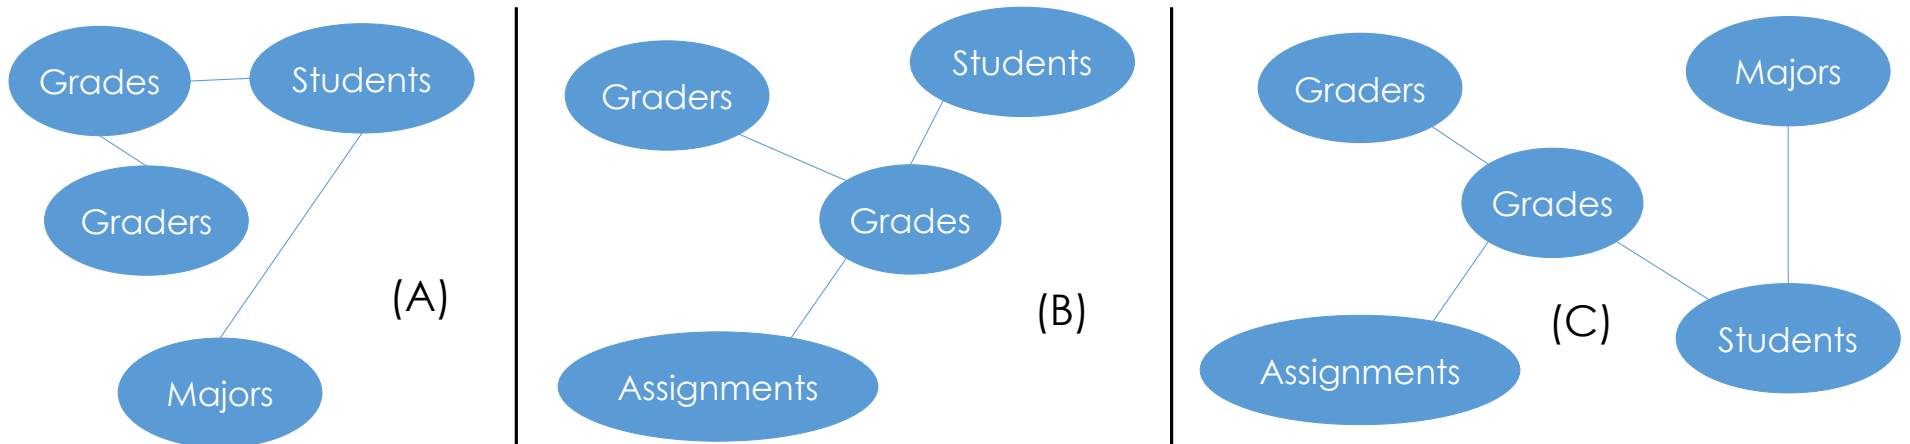 Grades
Students
Graders
(A)
Majors
Students
Graders
Grades
(B)
Assignments
Graders
Majors
Grades
(C)
Students
Assignments